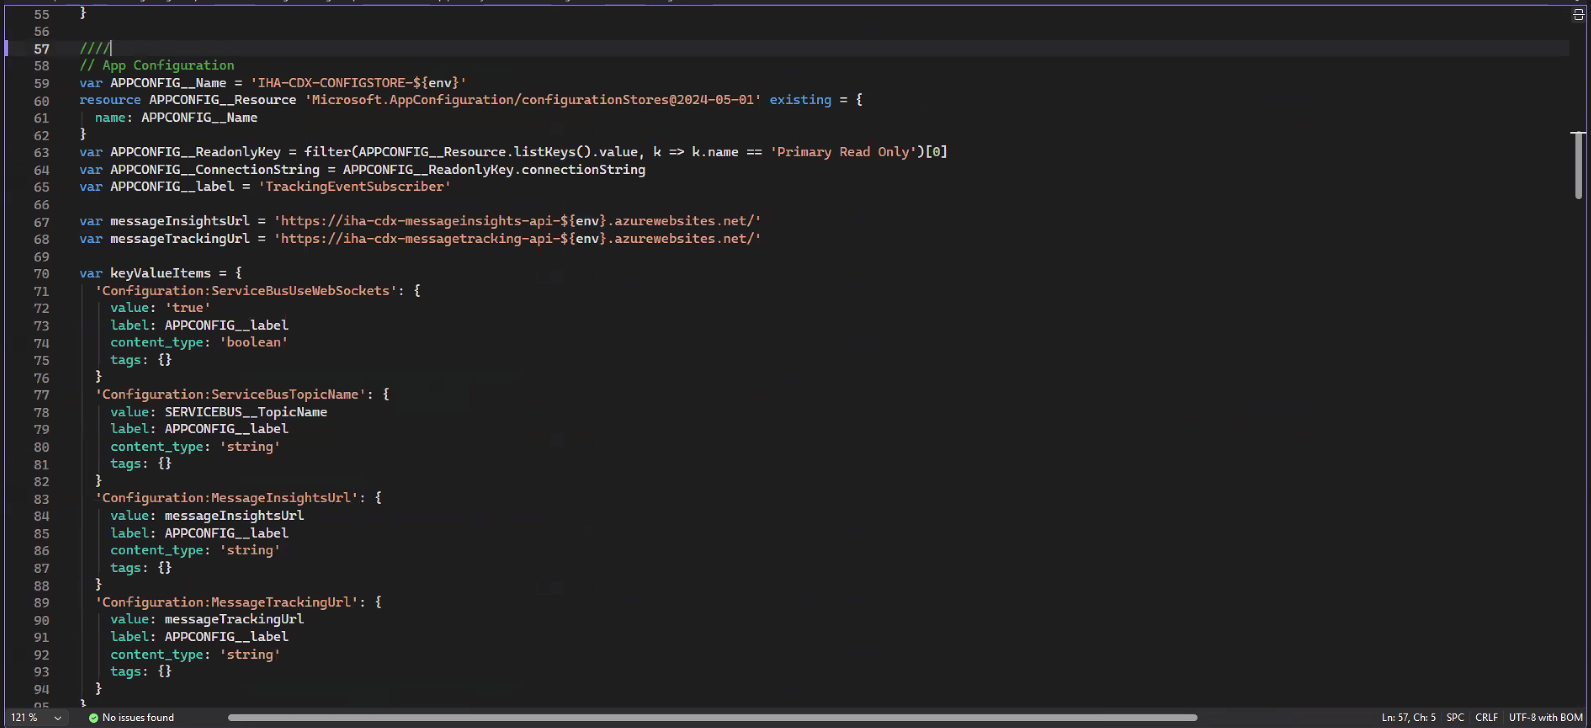 55 }
56
57 ////
58 // App Configuration
59 var APPCONFIG__Name = 'IHA-CDX-CONFIGSTORE-${env}'
60 resource APPCONFIG__Resource 'Microsoft.AppConfiguration/configurationStores@2024-05-01' existing = {
61   name: APPCONFIG__Name
62 }
63 var APPCONFIG__ReadonlyKey = filter(APPCONFIG__Resource.listKeys().value, k => k.name == 'Primary Read Only')[0]
64 var APPCONFIG__ConnectionString = APPCONFIG__ReadonlyKey.connectionString
65 var APPCONFIG__label = 'TrackingEventSubscriber'
66
67 var messageInsightsUrl = 'https://iha-cdx-messageinsights-api-${env}.azurewebsites.net/'
68 var messageTrackingUrl = 'https://iha-cdx-messagetracking-api-${env}.azurewebsites.net/'
69
70 var keyValueItems = {
71   'Configuration:ServiceBusUseWebSockets': {
72     value: 'true'
73     label: APPCONFIG__label
74     content_type: 'boolean'
75     tags: {}
76   }
77   'Configuration:ServiceBusTopicName': {
78     value: SERVICEBUS__TopicName
79     label: APPCONFIG__label
80     content_type: 'string'
81     tags: {}
82   }
83   'Configuration:MessageInsightsUrl': {
84     value: messageInsightsUrl
85     label: APPCONFIG__label
86     content_type: 'string'
87     tags: {}
88   }
89   'Configuration:MessageTrackingUrl': {
90     value: messageTrackingUrl
91     label: APPCONFIG__label
92     content_type: 'string'
93     tags: {}
94   }
95 }
121 % No issues found Ln: 57, Ch: 5 SPC CRLF UTF-8 with BOM